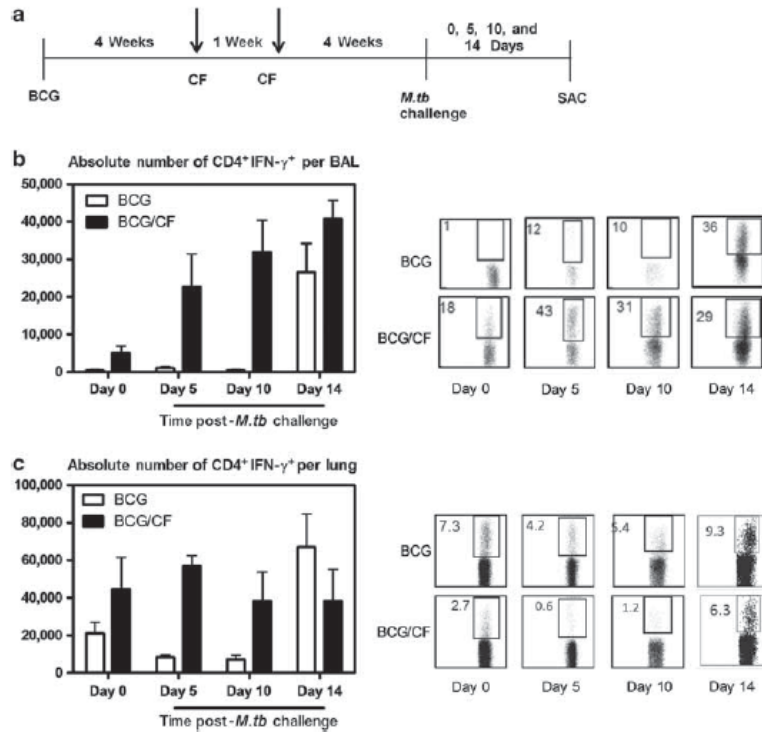 a
0, 5, 10, and
14 Days
4 Weeks
1 Week
4 Weeks
BCG
CF
CF
M.tb
challenge
SAC
b
Absolute number of CD4⁺IFN-γ⁺ per BAL
50,000
40,000
30,000
20,000
10,000
0
BCG
BCG/CF
Day 0
Day 5
Day 10
Day 14
Time post-M.tb challenge
BCG
1
12
10
36
BCG/CF
18
43
31
29
Day 0
Day 5
Day 10
Day 14
c
Absolute number of CD4⁺IFN-γ⁺ per lung
100,000
80,000
60,000
40,000
20,000
0
BCG
BCG/CF
Day 0
Day 5
Day 10
Day 14
Time post-M.tb challenge
BCG
7.3
4.2
5.4
9.3
BCG/CF
2.7
0.6
1.2
6.3
Day 0
Day 5
Day 10
Day 14